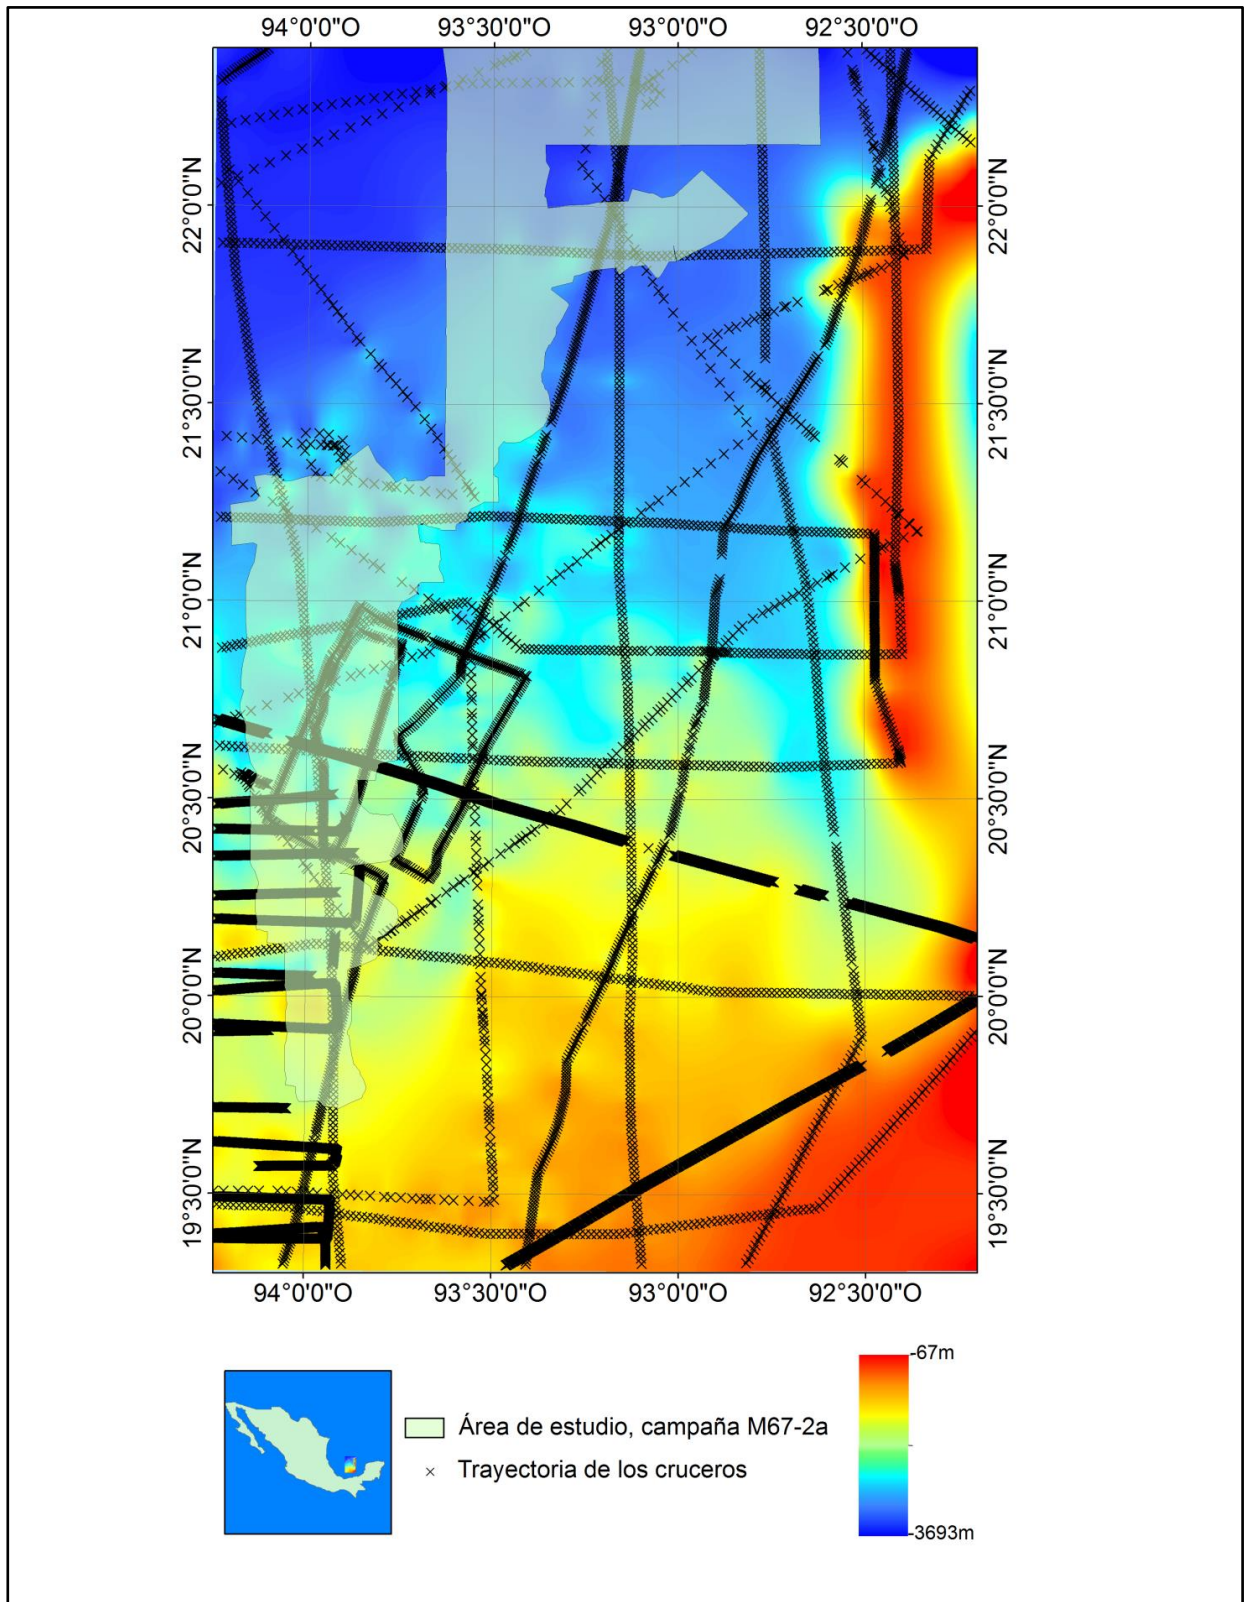 94°0'0"O 93°30'0"O 93°0'0"O 92°30'0"O
22°0'0"N 22°0'0"N
21°30'0"N 21°30'0"N
21°0'0"N 21°0'0"N
20°30'0"N 20°30'0"N
20°0'0"N 20°0'0"N
19°30'0"N 19°30'0"N
94°0'0"O 93°30'0"O 93°0'0"O 92°30'0"O
-67m
Área de estudio, campaña M67-2a
Trayectoria de los cruceros
-3693m